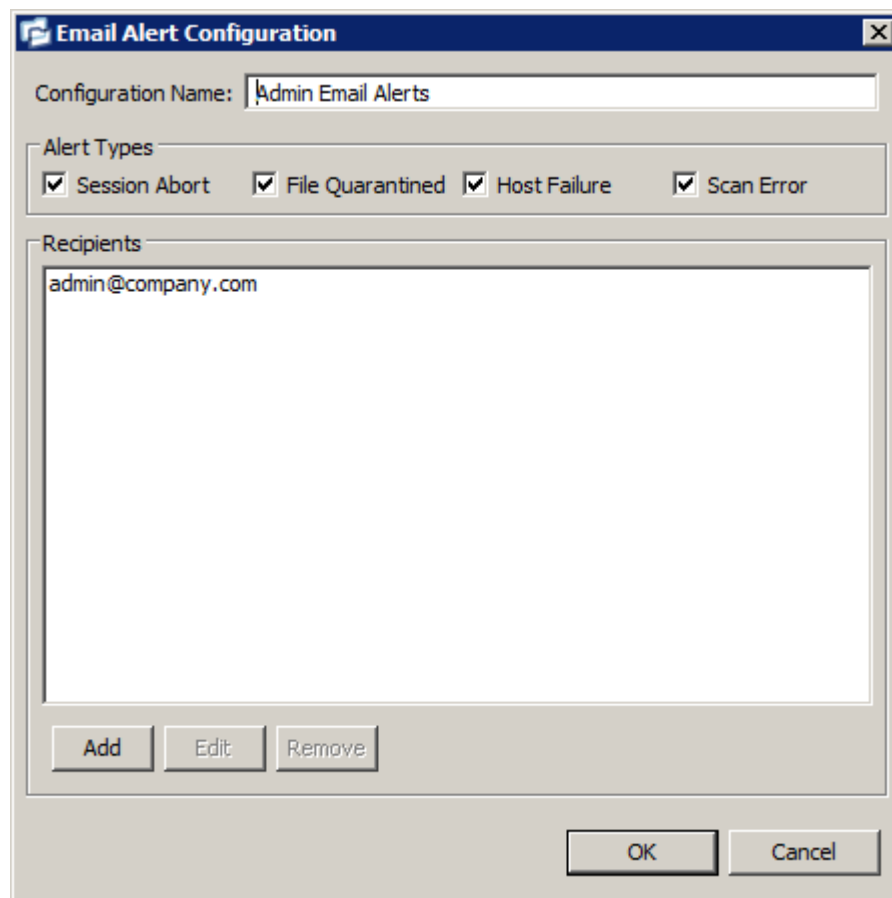 Email Alert Configuration
Configuration Name: Admin Email Alerts
Alert Types
Session Abort File Quarantined Host Failure Scan Error
Recipients
admin@company.com
Add Edit Remove
OK Cancel